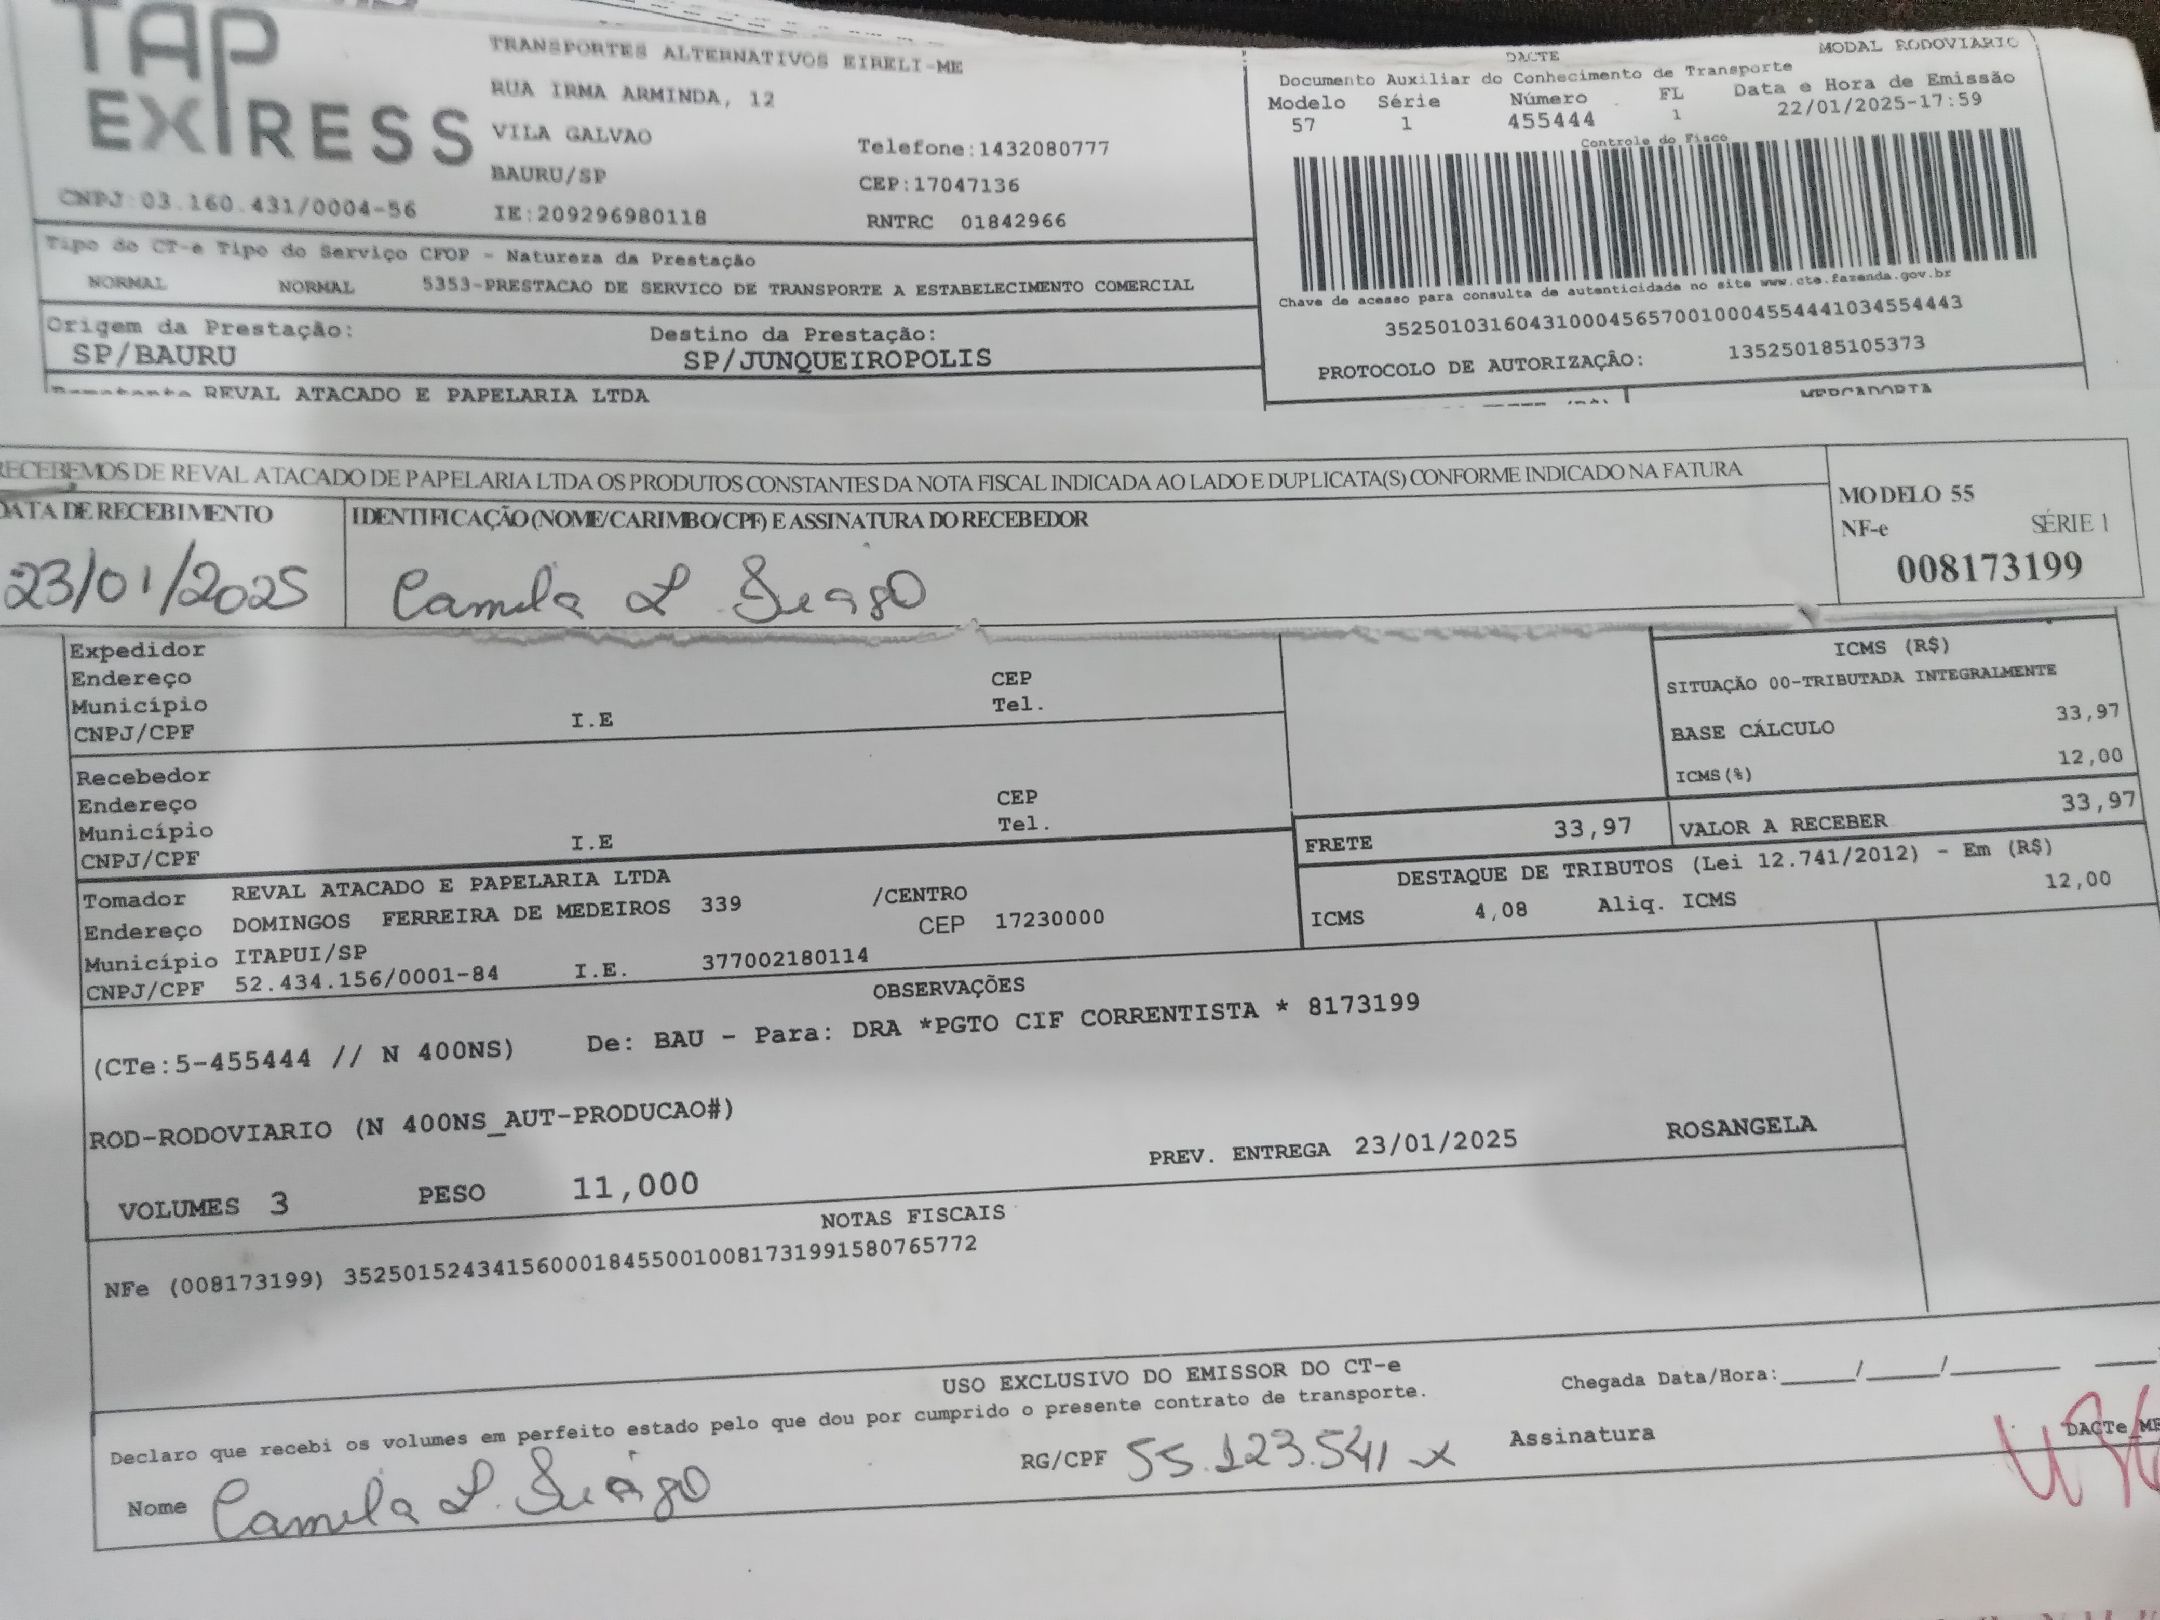 TAP
EXPRESS
TRANSPORTES ALTERNATIVOS EIRELI-ME
RUA IRMA ARMINDA, 12
VILA GALVAO
Telefone:1432080777
BAURU/SP
CEP:17047136
CNPJ:03.160.431/0004-56
IE:209296980118
RNTRC 01842966
DACTE
MODAL RODOVIARIO
Documento Auxiliar do Conhecimento de Transporte
Modelo Série Número FL Data e Hora de Emissão
57 1 455444 1 22/01/2025-17:59
Controle do Fisco
Chave de acesso para consulta de autenticidade no site www.cte.fazenda.gov.br
35250103160431000456570010004554441034554443
PROTOCOLO DE AUTORIZAÇÃO: 135250185105373
Tipo do CT-e Tipo do Serviço CFOP - Natureza da Prestação
NORMAL NORMAL 5353-PRESTACAO DE SERVICO DE TRANSPORTE A ESTABELECIMENTO COMERCIAL
Origem da Prestação: Destino da Prestação:
SP/BAURU SP/JUNQUEIROPOLIS
REVAL ATACADO E PAPELARIA LTDA
MERCADORIA
RECEBEMOS DE REVAL ATACADO DE PAPELARIA LTDA OS PRODUTOS CONSTANTES DA NOTA FISCAL INDICADA AO LADO E DUPLICATA(S) CONFORME INDICADO NA FATURA
DATA DE RECEBIMENTO
IDENTIFICAÇÃO (NOME/CARIMBO/CPF) E ASSINATURA DO RECEBEDOR
MODELO 55
NF-e SÉRIE 1
008173199
23/01/2025
Camila L.
Expedidor
Endereço CEP
Município Tel.
CNPJ/CPF I.E
Recebedor
Endereço CEP
Município Tel.
CNPJ/CPF I.E
ICMS (R$)
SITUAÇÃO 00-TRIBUTADA INTEGRALMENTE
BASE CÁLCULO 33,97
ICMS(%) 12,00
FRETE 33,97 VALOR A RECEBER 33,97
DESTAQUE DE TRIBUTOS (Lei 12.741/2012) - Em (R$)
ICMS 4,08 Aliq. ICMS 12,00
Tomador REVAL ATACADO E PAPELARIA LTDA
Endereço DOMINGOS FERREIRA DE MEDEIROS 339 /CENTRO
Município ITAPUI/SP CEP 17230000
CNPJ/CPF 52.434.156/0001-84 I.E. 377002180114
OBSERVAÇÕES
(CTe:5-455444 // N 400NS) De: BAU - Para: DRA *PGTO CIF CORRENTISTA * 8173199
ROD-RODOVIARIO (N 400NS_AUT-PRODUCAO#)
VOLUMES 3 PESO 11,000 PREV. ENTREGA 23/01/2025 ROSANGELA
NOTAS FISCAIS
NFe (008173199) 35250152434156000184550010081731991580765772
USO EXCLUSIVO DO EMISSOR DO CT-e
Declaro que recebi os volumes em perfeito estado pelo que dou por cumprido o presente contrato de transporte.
Chegada Data/Hora:_____/_____/_______
Nome Camila L.
RG/CPF 55.123.541-x
Assinatura
DACTe